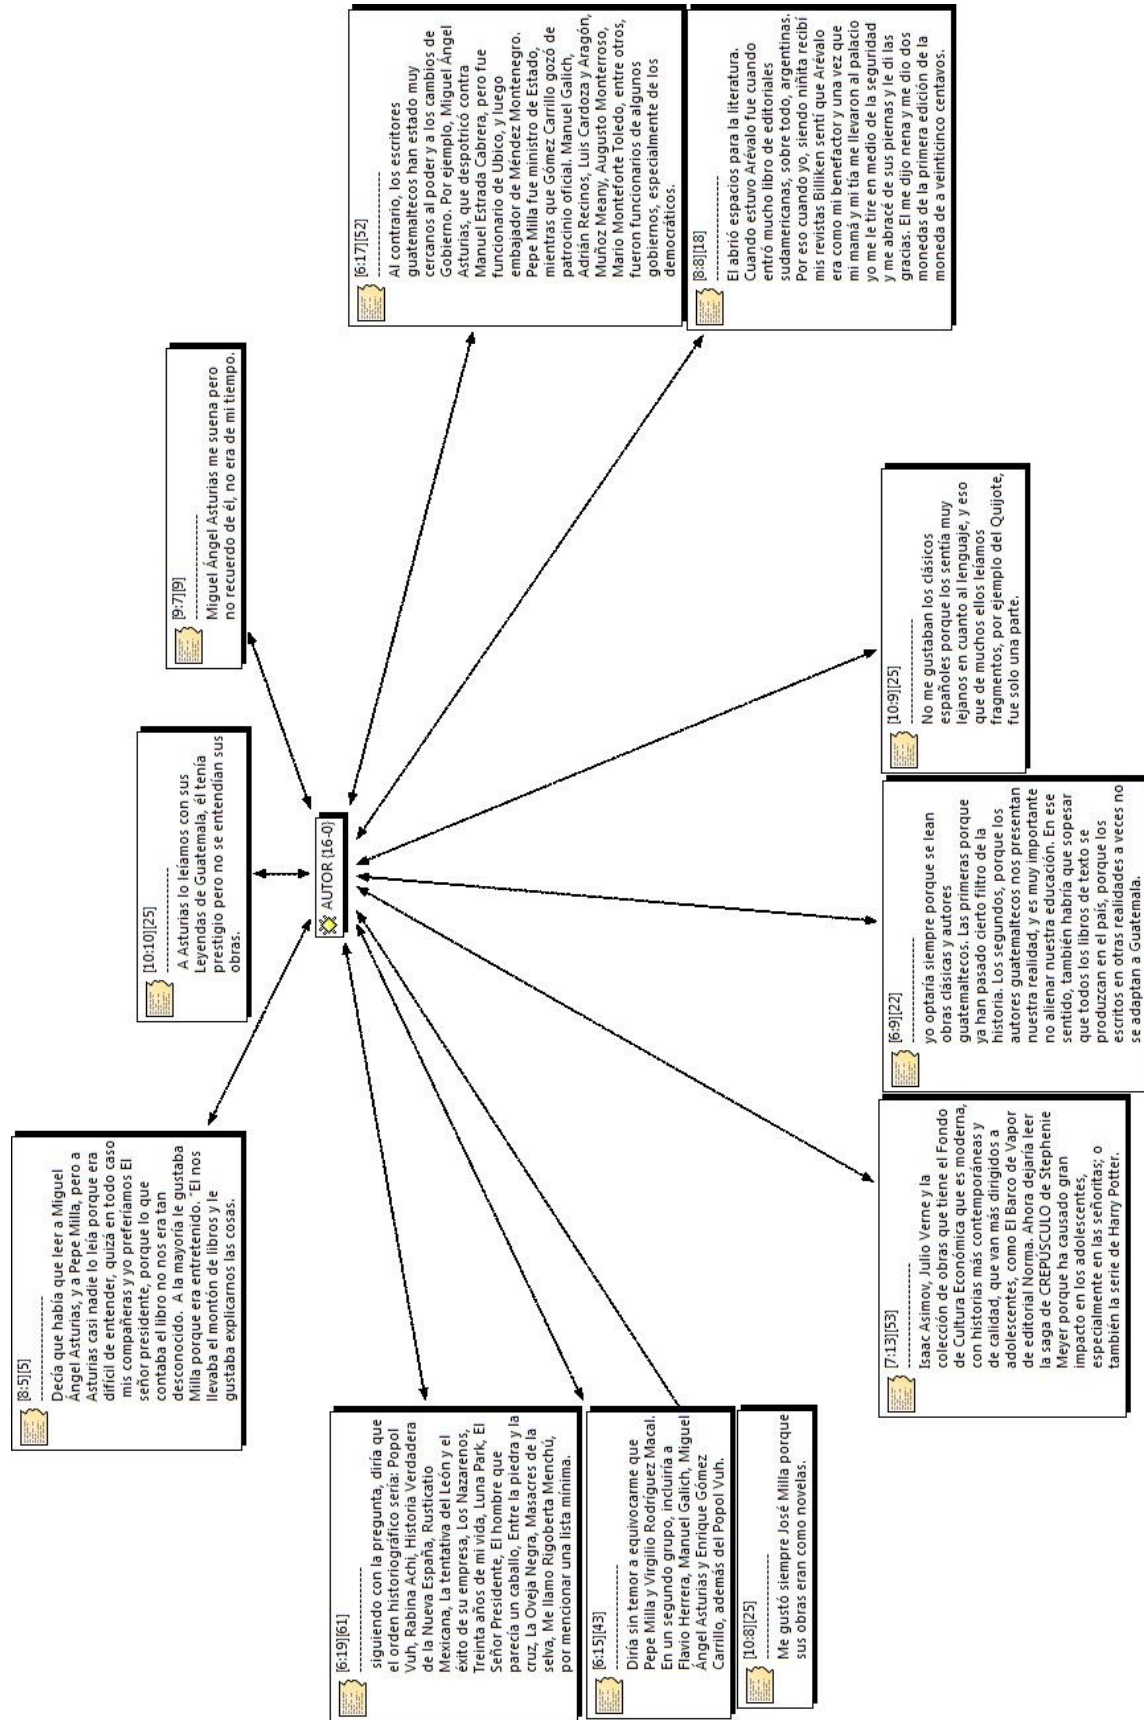 [8:5][5]
--------------------
Decía que había que leer a Miguel
Ángel Asturias, y a Pepe Milla, pero a
Asturias casi nadie lo leía porque era
difícil de entender, quizá en todo caso
mis compañeras y yo preferíamos El
señor presidente, porque lo que
contaba el libro no nos era tan
desconocido. A la mayoría le gustaba
Milla porque era entretenido. "El nos
llevaba el montón de libros y le
gustaba explicarnos las cosas.
[10:10][25]
--------------------
A Asturias lo leíamos con sus
Leyendas de Guatemala, él tenía
prestigio pero no se entendían sus
obras.
[9:7][9]
--------------------
Miguel Ángel Asturias me suena pero
no recuerdo de él, no era de mi tiempo.
AUTOR {16-0}
[6:19][61]
--------------------
siguiendo con la pregunta, diría que
el orden historiográfico sería: Popol
Vuh, Rabina Achí, Historia Verdadera
de la Nueva España, Rusticatio
Mexicana, La tentativa del León y el
éxito de su empresa, Los Nazarenos,
Treinta años de mi vida, Luna Park, El
Señor Presidente, El hombre que
parecía un caballo, Entre la piedra y la
cruz, La Oveja Negra, Masacres de la
selva, Me llamo Rigoberta Menchú,
por mencionar una lista mínima.
[6:15][43]
--------------------
Diría sin temor a equivocarme que
Pepe Milla y Virgilio Rodríguez Macal.
En un segundo grupo, incluiría a
Flavio Herrera, Manuel Galich, Miguel
Ángel Asturias y Enrique Gómez
Carrillo, además del Popol Vuh.
[10:8][25]
--------------------
Me gustó siempre José Milla porque
sus obras eran como novelas.
[6:17][52]
--------------------
Al contrario, los escritores
guatemaltecos han estado muy
cercanos al poder y a los cambios de
Gobierno. Por ejemplo, Miguel Ángel
Asturias, que despotricó contra
Manuel Estrada Cabrera, pero fue
funcionario de Ubico, y luego
embajador de Méndez Montenegro.
Pepe Milla fue ministro de Estado,
mientras que Gómez Carrillo gozó de
patrocinio oficial. Manuel Galich,
Adrián Recinos, Luis Cardoza y Aragón,
Muñoz Meany, Augusto Monterroso,
Mario Monteforte Toledo, entre otros,
fueron funcionarios de algunos
gobiernos, especialmente de los
democráticos.
[8:8][18]
--------------------
El abrió espacios para la literatura.
Cuando estuvo Arévalo fue cuando
entró mucho libro de editoriales
sudamericanas, sobre todo, argentinas.
Por eso cuando yo, siendo niñita recibí
mis revistas Billiken sentí que Arévalo
era como mi benefactor y una vez que
mi mamá y mi tía me llevaron al palacio
yo me le tire en medio de la seguridad
y me abracé de sus piernas y le di las
gracias. El me dijo nena y me dio dos
monedas de la primera edición de la
moneda de a veinticinco centavos.
[7:13][53]
--------------------
Isaac Asimov, Julio Verne y la
colección de obras que tiene el Fondo
de Cultura Económica que es moderna,
con historias más contemporáneas y
de calidad, que van más dirigidos a
adolescentes, como El Barco de Vapor
de editorial Norma. Ahora dejaría leer
la saga de CREPÚSCULO de Stephenie
Meyer porque ha causado gran
impacto en los adolescentes,
especialmente en las señoritas; o
también la serie de Harry Potter.
[6:9][22]
--------------------
yo optaría siempre porque se lean
obras clásicas y autores
guatemaltecos. Las primeras porque
ya han pasado cierto filtro de la
historia. Los segundos, porque los
autores guatemaltecos nos presentan
nuestra realidad, y es muy importante
no alienar nuestra educación. En ese
sentido, también habría que sopesar
que todos los libros de texto se
produzcan en el país, porque los
escritos en otras realidades a veces no
se adaptan a Guatemala.
[10:9][25]
--------------------
No me gustaban los clásicos
españoles porque los sentía muy
lejanos en cuanto al lenguaje, y eso
que de muchos ellos leíamos
fragmentos, por ejemplo del Quijote,
fue solo una parte.